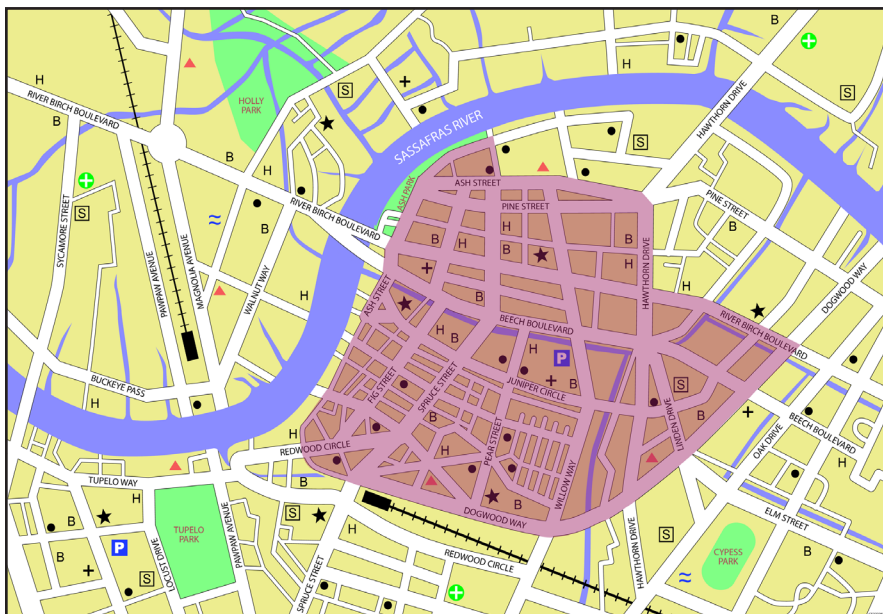 B
H
B
H
S
HAWTHORN DRIVE
H
S
S
RIVER BIRCH BOULEVARD
HOLLY
PARK
SASSAFRAS RIVER
B
B
H
ASH STREET
S
SYCAMORE STREET
S
ASH PARK
PINE STREET
PINE STREET
B
RIVER BIRCH BOULEVARD
B
H
B
B
H
B
B
H
HAWTHORN DRIVE
DOGWOOD WAY
PAWPAW AVENUE
MAGNOLIA AVENUE
WALNUT WAY
H
ASH STREET
B
H
RIVER BIRCH BOULEVARD
BEECH BOULEVARD
H
B
H
P
BUCKEYE PASS
FIG STREET
SPRUCE STREET
JUNIPER CIRCLE
B
S
H
B
B
B
BEECH BOULEVARD
LINDEN DRIVE
OAK DRIVE
H
REDWOOD CIRCLE
PEAR STREET
TUPELO WAY
H
WILLOW WAY
DOGWOOD WAY
ELM STREET
B
S
B
H
TUPELO
PARK
PAWPAW AVENUE
LOCUST DRIVE
P
B
S
H
REDWOOD CIRCLE
HAWTHORN DRIVE
S
CYPESS
PARK
B
H
SPRUCE STREET
B